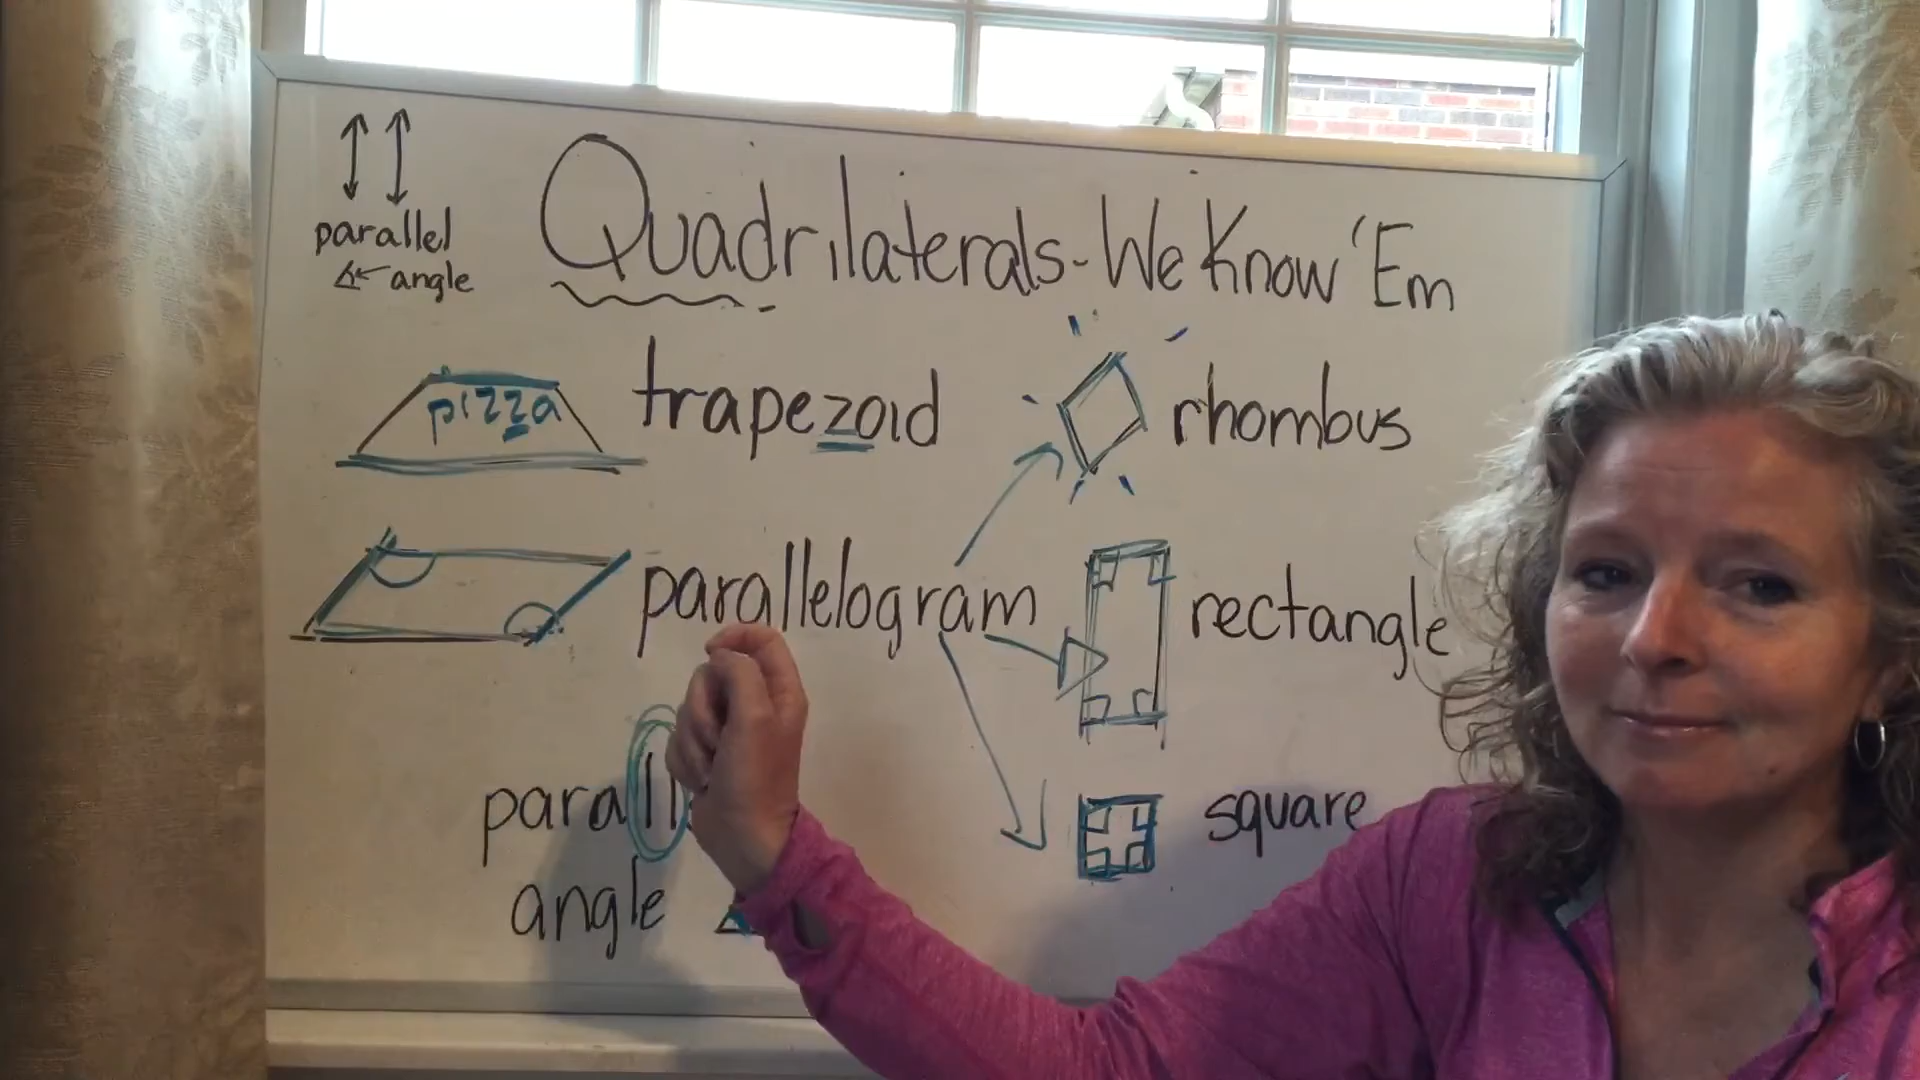 parallel
angle
Quadrilaterals - We Know 'Em
pizza
trapezoid
rhombus
parallelogram
rectangle
square
angle